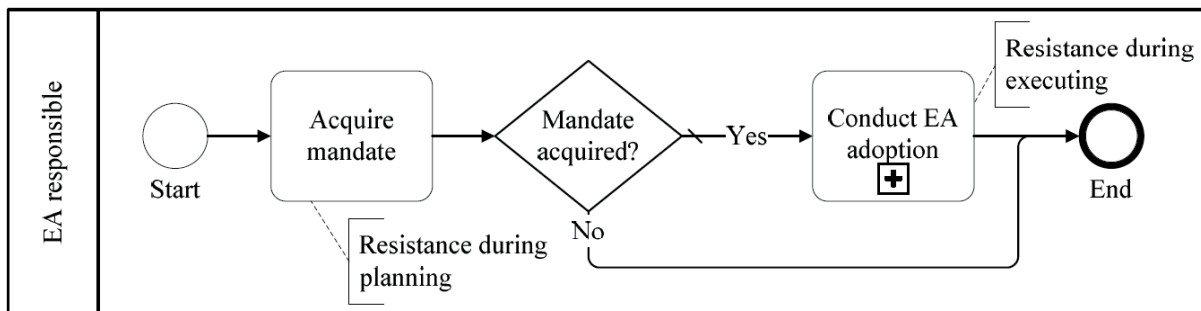 EA responsible
Start
Acquire
mandate
Resistance during
planning
Mandate
acquired?
Yes
No
Conduct EA
adoption
Resistance during
executing
End